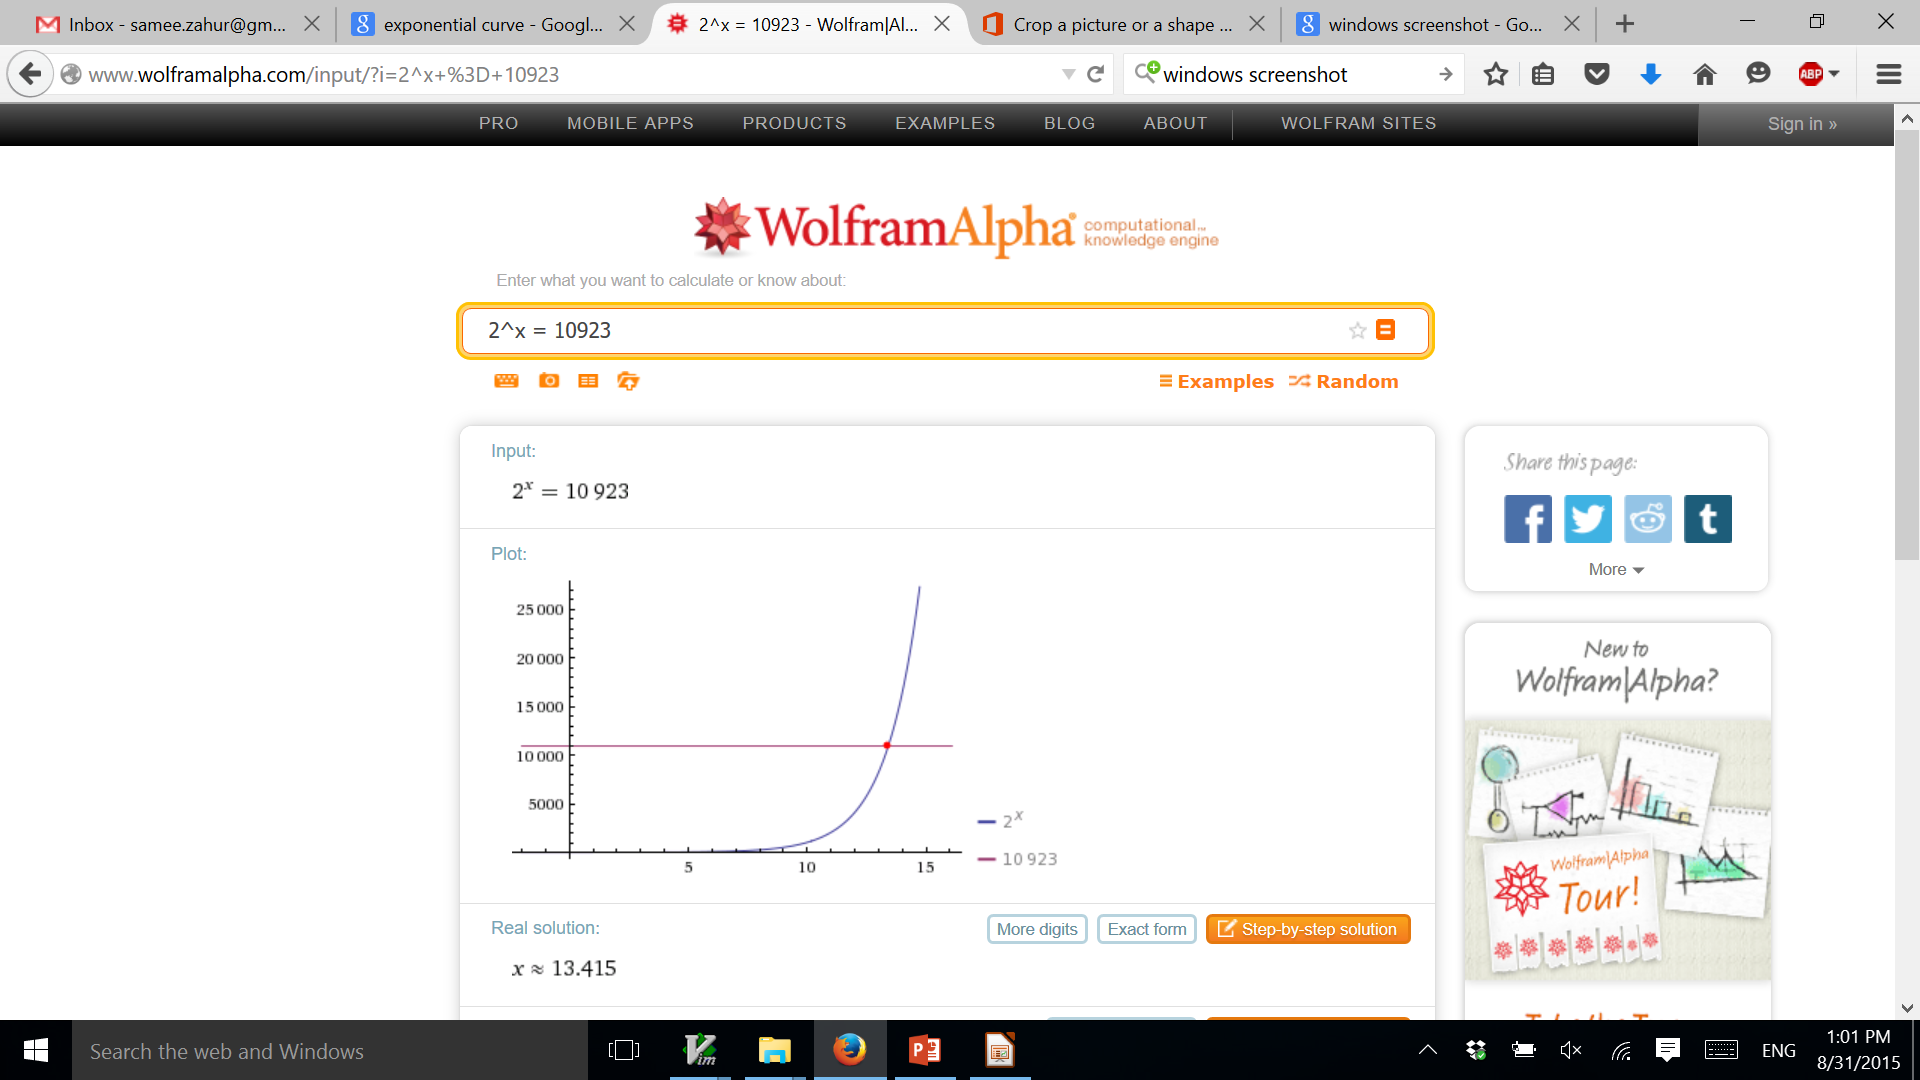 Inbox - samee.zahur@gm...
exponential curve - Googl...
2^x = 10923 - Wolfram|Al...
Crop a picture or a shape ...
windows screenshot - Go...
www.wolframalpha.com/input/?i=2^x+%3D+10923
windows screenshot
ABP
PRO MOBILE APPS PRODUCTS EXAMPLES BLOG ABOUT WOLFRAM SITES Sign in »
WolframAlpha computational... knowledge engine
Enter what you want to calculate or know about:
2^x = 10923
Examples Random
Input:
2^x = 10 923
Plot:
25 000
20 000
15 000
10 000
5000
5 10 15
2^x
10 923
Real solution:
More digits Exact form Step-by-step solution
x ≈ 13.415
Share this page:
More
New to
Wolfram|Alpha?
Wolfram|Alpha
Tour!
Search the web and Windows
Vim
ENG
1:01 PM
8/31/2015